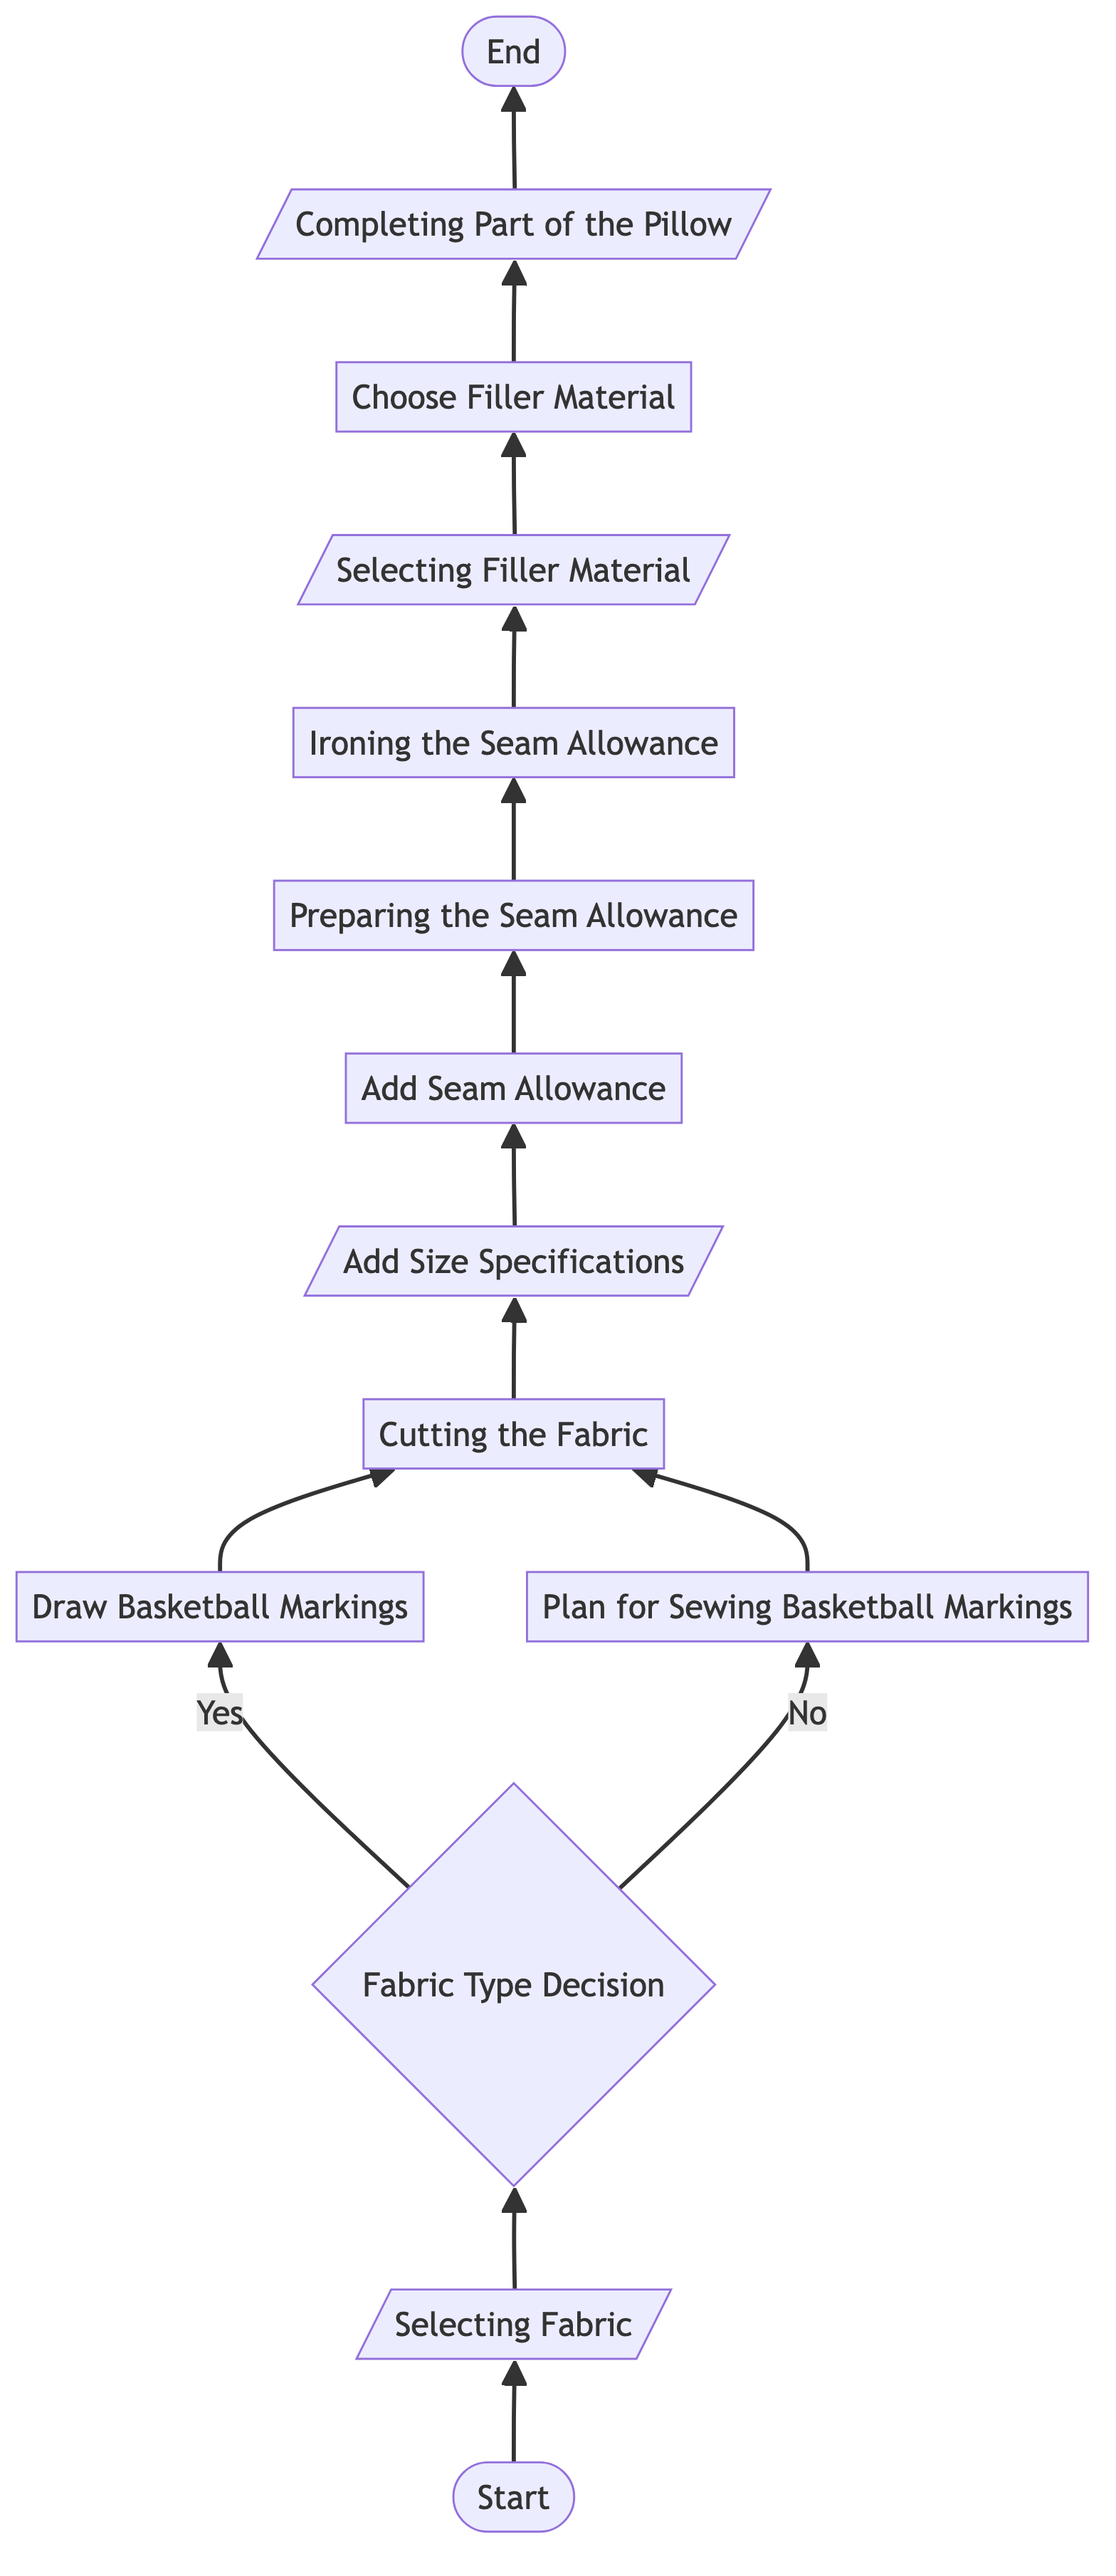 End
Completing Part of the Pillow
Choose Filler Material
Selecting Filler Material
Ironing the Seam Allowance
Preparing the Seam Allowance
Add Seam Allowance
Add Size Specifications
Cutting the Fabric
Draw Basketball Markings
Plan for Sewing Basketball Markings
Yes
No
Fabric Type Decision
Selecting Fabric
Start